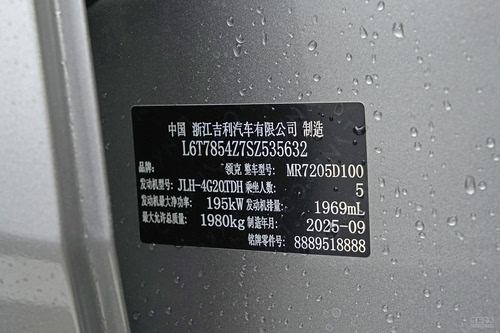 中国 浙江吉利汽车有限公司 制造
L6T7854Z7SZ535632
品牌: 领克 整车型号: MR7205D100
发动机型号: JLH-4G20TDH 乘坐人数: 5
发动机最大净功率: 195kW 发动机排量: 1969mL
最大允许总质量: 1980kg 制造年月: 2025-09
铭牌零件号: 8889518888